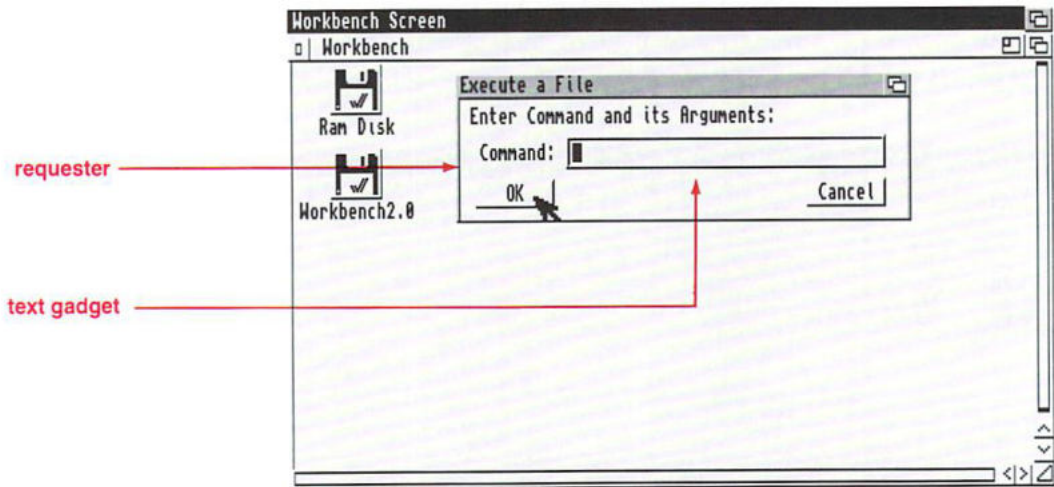 Workbench Screen
Workbench
Execute a File
Ram Disk
Enter Command and its Arguments:
Command:
requester
OK
Cancel
Workbench2.0
text gadget